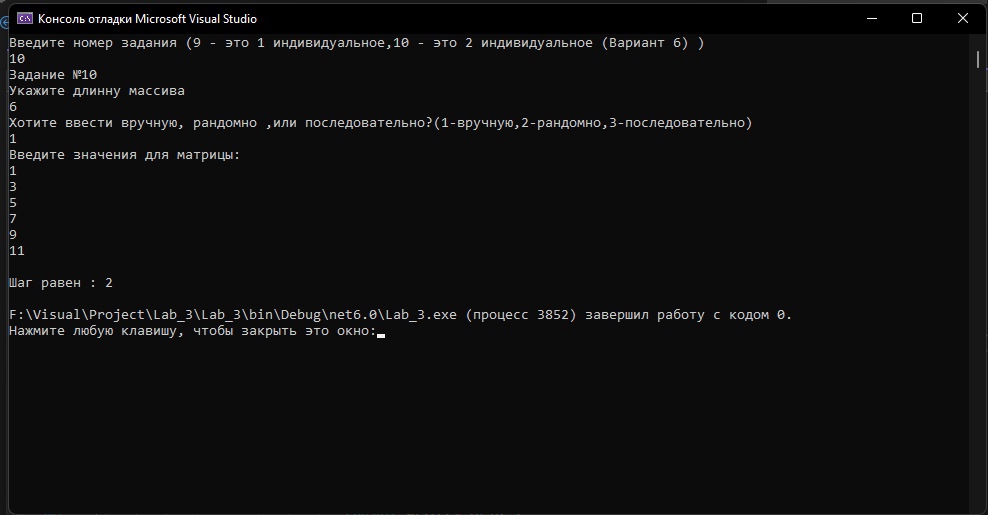 Консоль отладки Microsoft Visual Studio
Введите номер задания (9 - это 1 индивидуальное,10 - это 2 индивидуальное (Вариант 6) )
10
Задание №10
Укажите длинну массива
6
Хотите ввести вручную, рандомно ,или последовательно?(1-вручную,2-рандомно,3-последовательно)
1
Введите значения для матрицы:
1
3
5
7
9
11
Шаг равен : 2
F:\Visual\Project\Lab_3\Lab_3\bin\Debug\net6.0\Lab_3.exe (процесс 3852) завершил работу с кодом 0.
Нажмите любую клавишу, чтобы закрыть это окно: